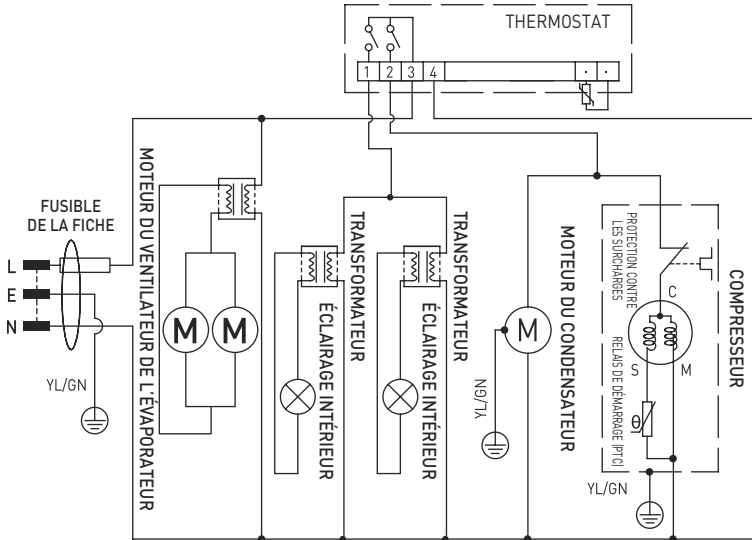 THERMOSTAT
1 2 3 4 · ·
FUSIBLE
DE LA FICHE
L
E
N
YL/GN
MOTEUR DU VENTILATEUR DE L'ÉVAPORATEUR
M M
TRANSFORMATEUR
ÉCLAIRAGE INTÉRIEUR
TRANSFORMATEUR
ÉCLAIRAGE INTÉRIEUR
M
YL/GN
MOTEUR DU CONDENSATEUR
PROTECTION CONTRE
LES SURCHARGES
C
S M
RELAIS DE DÉMARRAGE (PTC)
θ
COMPRESSEUR
YL/GN